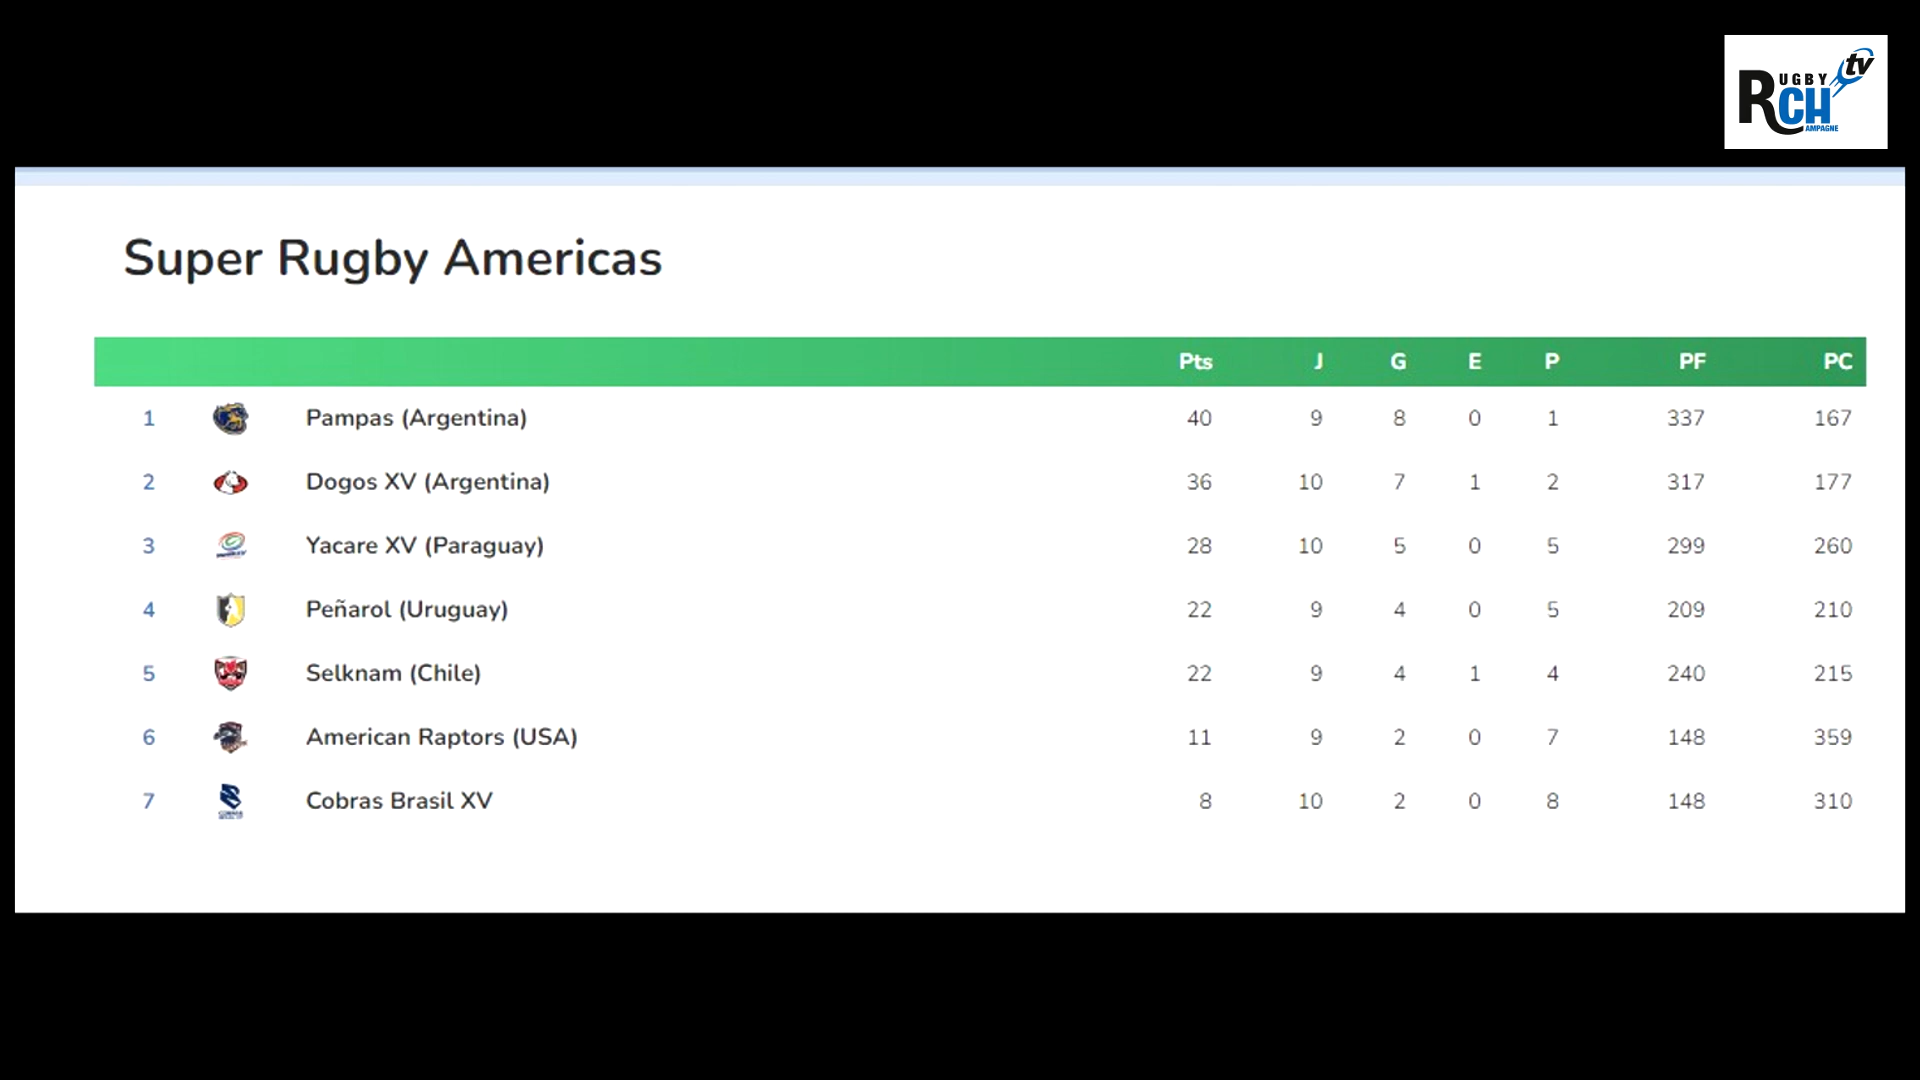 RUGBY CHAMPAGNE tv
Super Rugby Americas
Pts J G E P PF PC
1 Pampas (Argentina) 40 9 8 0 1 337 167
2 Dogos XV (Argentina) 36 10 7 1 2 317 177
3 Yacare XV (Paraguay) 28 10 5 0 5 299 260
4 Peñarol (Uruguay) 22 9 4 0 5 209 210
5 Selknam (Chile) 22 9 4 1 4 240 215
6 American Raptors (USA) 11 9 2 0 7 148 359
7 Cobras Brasil XV 8 10 2 0 8 148 310